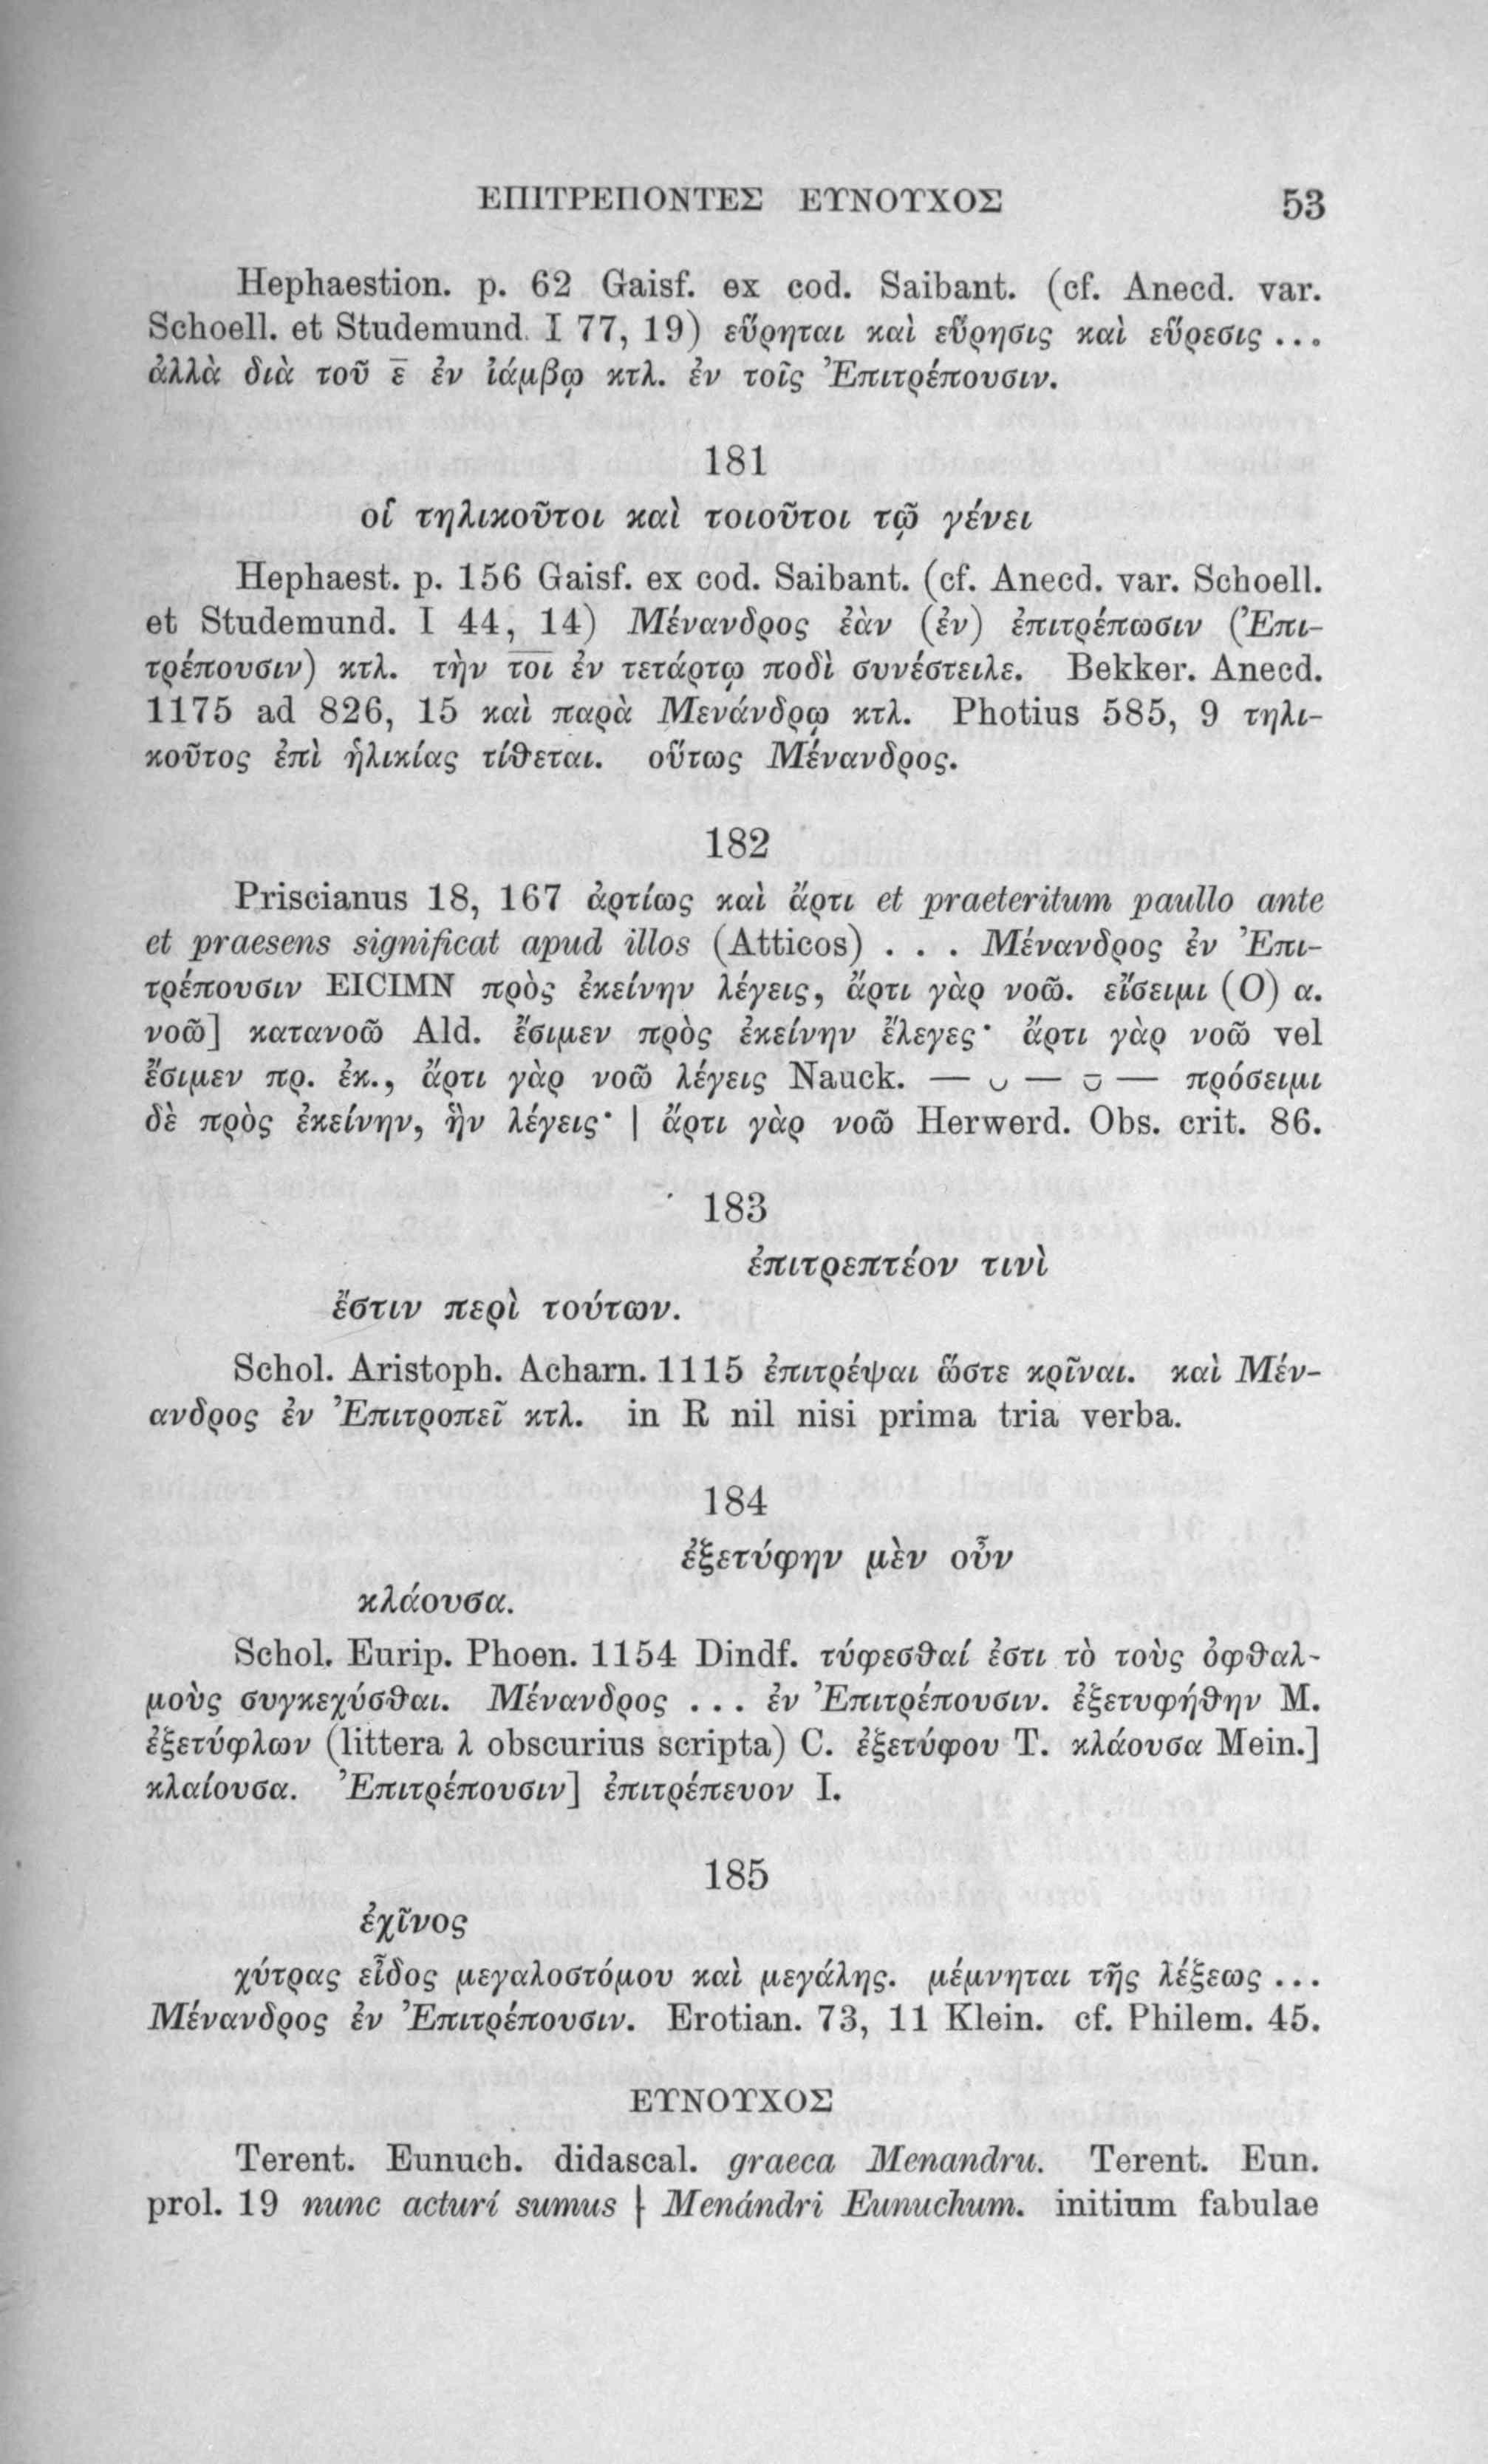 ΕΠΙΤΡΕΠΟΝΤΕΣ ΕΥΝΟΥΧΟΣ 53
Hephaestion. p. 62 Gaisf. ex cod. Saibant. (cf. Anecd. var.
Schoell. et Studemund. I 77, 19) εὕρηται καὶ εὕρησις καὶ εὕρεσις ...
ἀλλὰ διὰ τοῦ ε̄ ἐν ἰάμβῳ κτλ. ἐν τοῖς Ἐπιτρέπουσιν.
181
οἱ τηλικοῦτοι καὶ τοιοῦτοι τῷ γένει
Hephaest. p. 156 Gaisf. ex cod. Saibant. (cf. Anecd. var. Schoell.
et Studemund. I 44, 14) Μένανδρος ἐὰν (ἐν) ἐπιτρέπωσιν (Ἐπι-
τρέπουσιν) κτλ. τὴν τ̅ο̅ι̅ ἐν τετάρτῳ ποδὶ συνέστειλε. Bekker. Anecd.
1175 ad 826, 15 καὶ παρὰ Μενάνδρῳ κτλ. Photius 585, 9 τηλι-
κοῦτος ἐπὶ ἡλικίας τίθεται. οὕτως Μένανδρος.
182
Priscianus 18, 167 ἀρτίως καὶ ἄρτι et praeteritum paullo ante
et praesens significat apud illos (Atticos) . . . Μένανδρος ἐν Ἐπι-
τρέπουσιν EICIMN πρὸς ἐκείνην λέγεις, ἄρτι γὰρ νοῶ. εἴσειμι (O) α.
νοῶ] κατανοῶ Ald. ἔσιμεν πρὸς ἐκείνην ἔλεγες· ἄρτι γὰρ νοῶ vel
ἔσιμεν πρ. ἐκ., ἄρτι γὰρ νοῶ λέγεις Nauck. — ∪ — ⏓ — πρόσειμι
δὲ πρὸς ἐκείνην, ἣν λέγεις· | ἄρτι γὰρ νοῶ Herwerd. Obs. crit. 86.
183
ἐπιτρεπτέον τινὶ
ἔστιν περὶ τούτων.
Schol. Aristoph. Acharn. 1115 ἐπιτρέψαι ὥστε κρῖναι. καὶ Μέν-
ανδρος ἐν Ἐπιτροπεῖ κτλ. in R nil nisi prima tria verba.
184
ἐξετύφην μὲν οὖν
κλάουσα.
Schol. Eurip. Phoen. 1154 Dindf. τύφεσθαί ἐστι τὸ τοὺς ὀφθαλ-
μοὺς συγκεχύσθαι. Μένανδρος ... ἐν Ἐπιτρέπουσιν. ἐξετυφήθην M.
ἐξετύφλων (littera λ obscurius scripta) C. ἐξετύφου T. κλάουσα Mein.]
κλαίουσα. Ἐπιτρέπουσιν] ἐπιτρέπευον I.
185
ἐχῖνος
χύτρας εἶδος μεγαλοστόμου καὶ μεγάλης. μέμνηται τῆς λέξεως ...
Μένανδρος ἐν Ἐπιτρέπουσιν. Erotian. 73, 11 Klein. cf. Philem. 45.
ΕΥΝΟΥΧΟΣ
Terent. Eunuch. didascal. graeca Menandru. Terent. Eun.
prol. 19 nunc acturí sumus | Menándri Eunuchum. initium fabulae